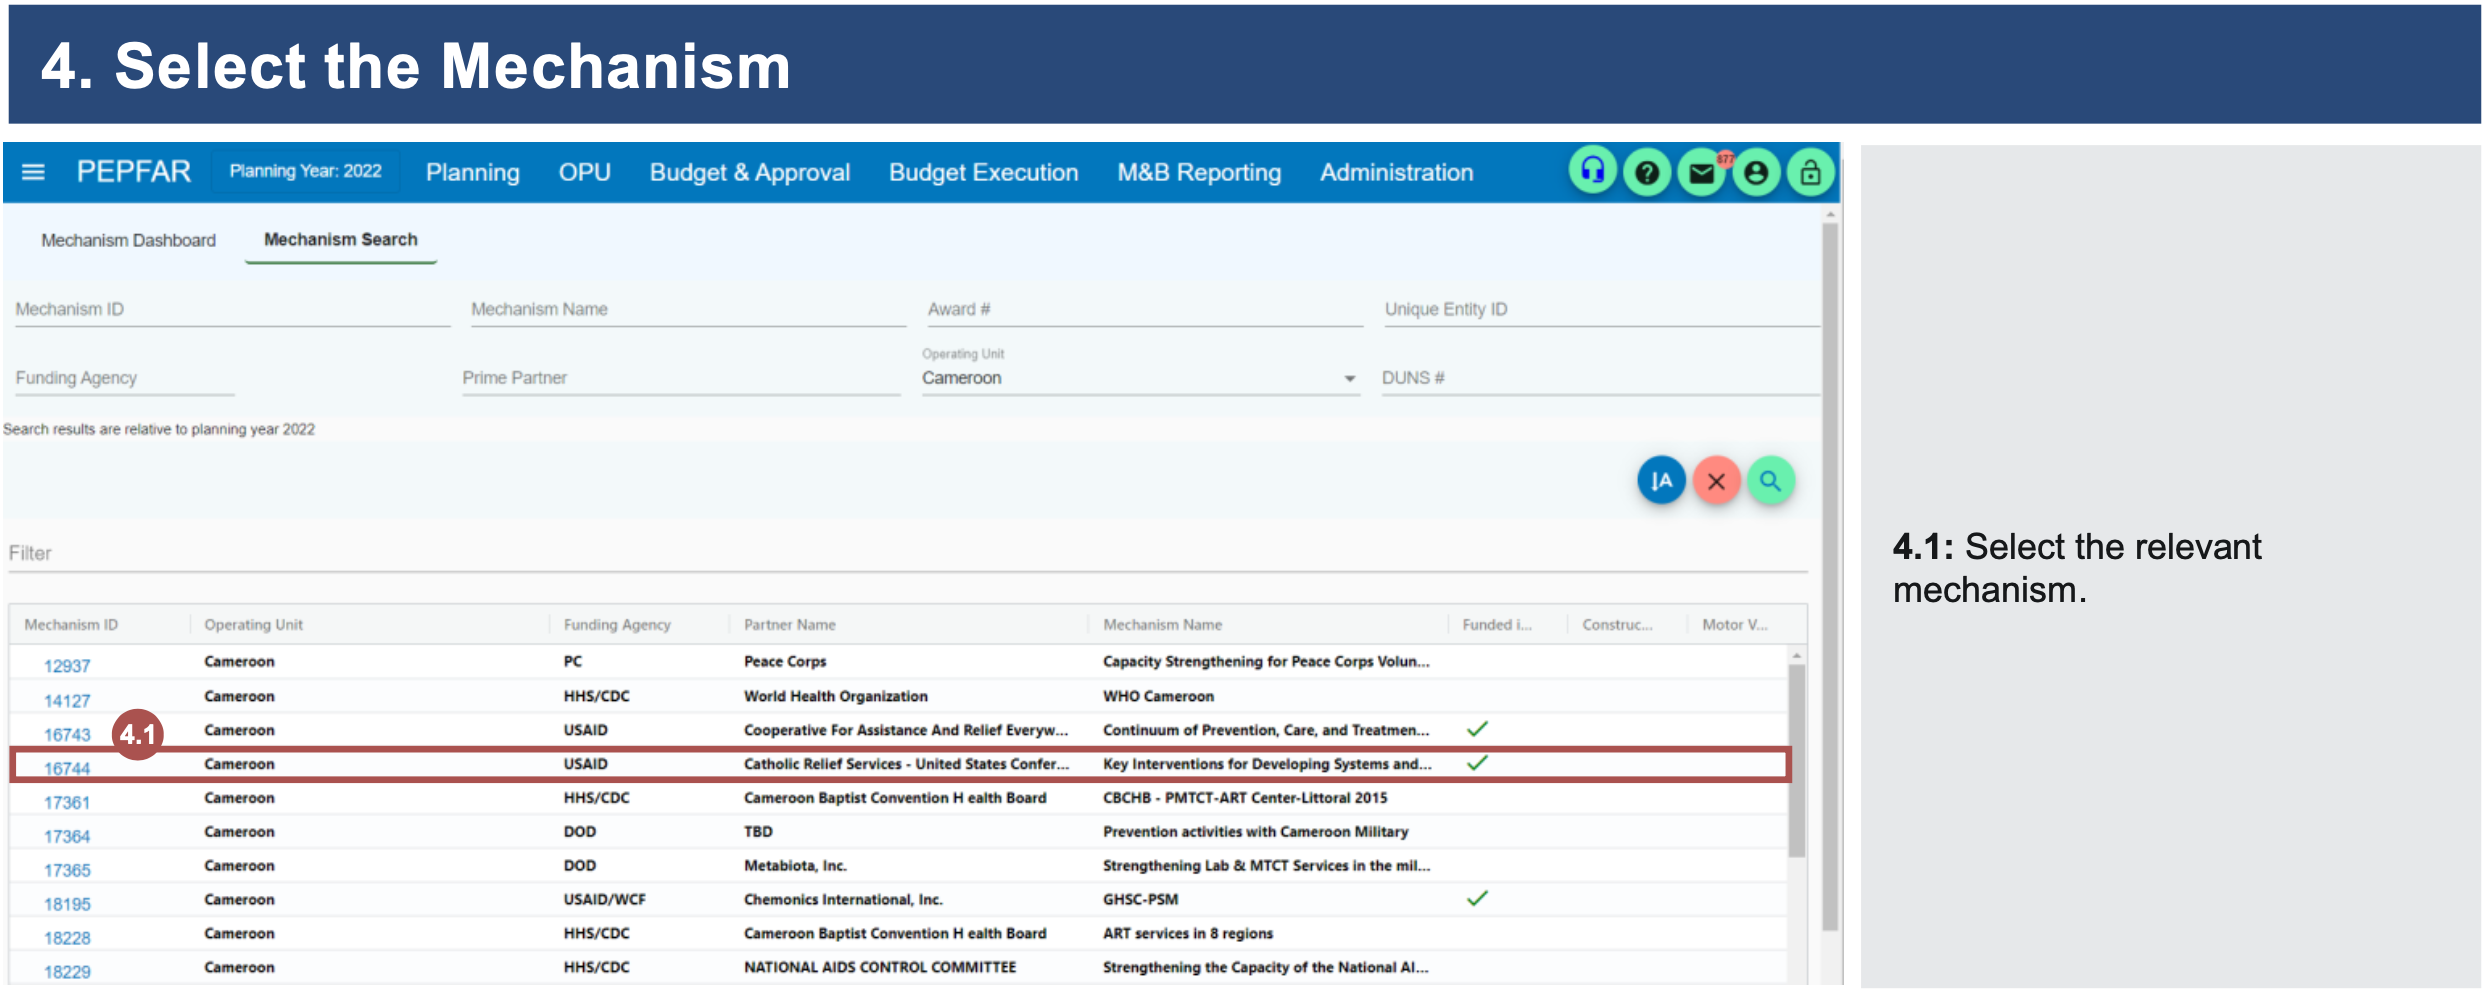 4. Select the Mechanism
PEPFAR Planning Year: 2022 Planning OPU Budget & Approval Budget Execution M&B Reporting Administration 877
Mechanism Dashboard Mechanism Search
Mechanism ID Mechanism Name Award # Unique Entity ID
Operating Unit
Funding Agency Prime Partner Cameroon DUNS #
Search results are relative to planning year 2022
A
Filter
Mechanism ID Operating Unit Funding Agency Partner Name Mechanism Name Funded i... Construc... Motor V...
12937 Cameroon PC Peace Corps Capacity Strengthening for Peace Corps Volun...
14127 Cameroon HHS/CDC World Health Organization WHO Cameroon
16743 Cameroon USAID Cooperative For Assistance And Relief Everyw... Continuum of Prevention, Care, and Treatmen...
4.1
16744 Cameroon USAID Catholic Relief Services - United States Confer... Key Interventions for Developing Systems and...
17361 Cameroon HHS/CDC Cameroon Baptist Convention H ealth Board CBCHB - PMTCT-ART Center-Littoral 2015
17364 Cameroon DOD TBD Prevention activities with Cameroon Military
17365 Cameroon DOD Metabiota, Inc. Strengthening Lab & MTCT Services in the mil...
18195 Cameroon USAID/WCF Chemonics International, Inc. GHSC-PSM
18228 Cameroon HHS/CDC Cameroon Baptist Convention H ealth Board ART services in 8 regions
18229 Cameroon HHS/CDC NATIONAL AIDS CONTROL COMMITTEE Strengthening the Capacity of the National AI...
4.1: Select the relevant
mechanism.